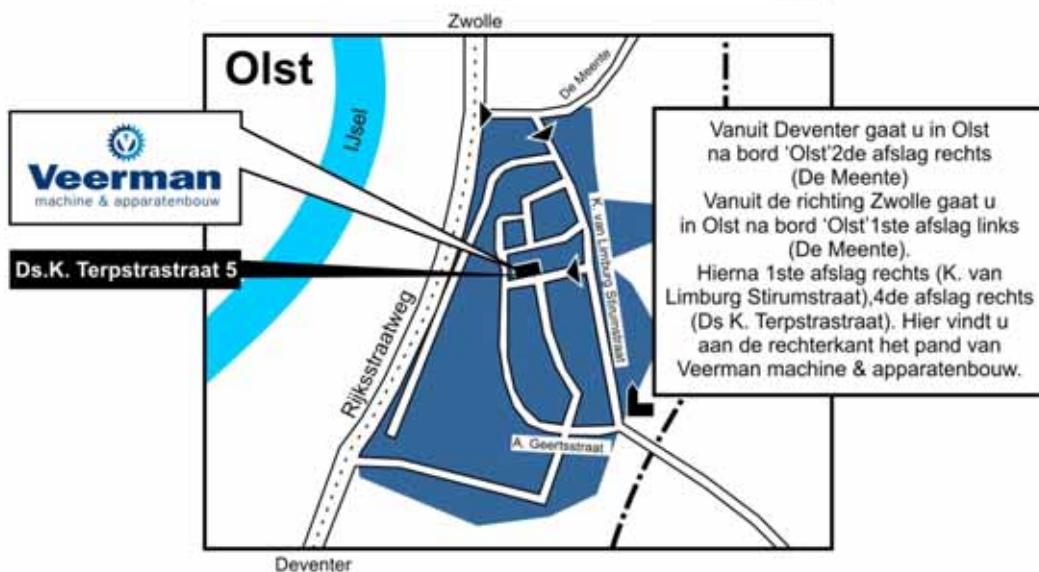 Zwolle
Olst
De Meente
IJsel
Veerman
machine & apparatenbouw
Ds.K. Terpstrastraat 5
Rijksstraatweg
K. van Limburg Stirumstraat
A. Geertsstraat
Deventer
Vanuit Deventer gaat u in Olst
na bord 'Olst'2de afslag rechts
(De Meente)
Vanuit de richting Zwolle gaat u
in Olst na bord 'Olst'1ste afslag links
(De Meente).
Hierna 1ste afslag rechts (K. van
Limburg Stirumstraat),4de afslag rechts
(Ds K. Terpstrastraat). Hier vindt u
aan de rechterkant het pand van
Veerman machine & apparatenbouw.